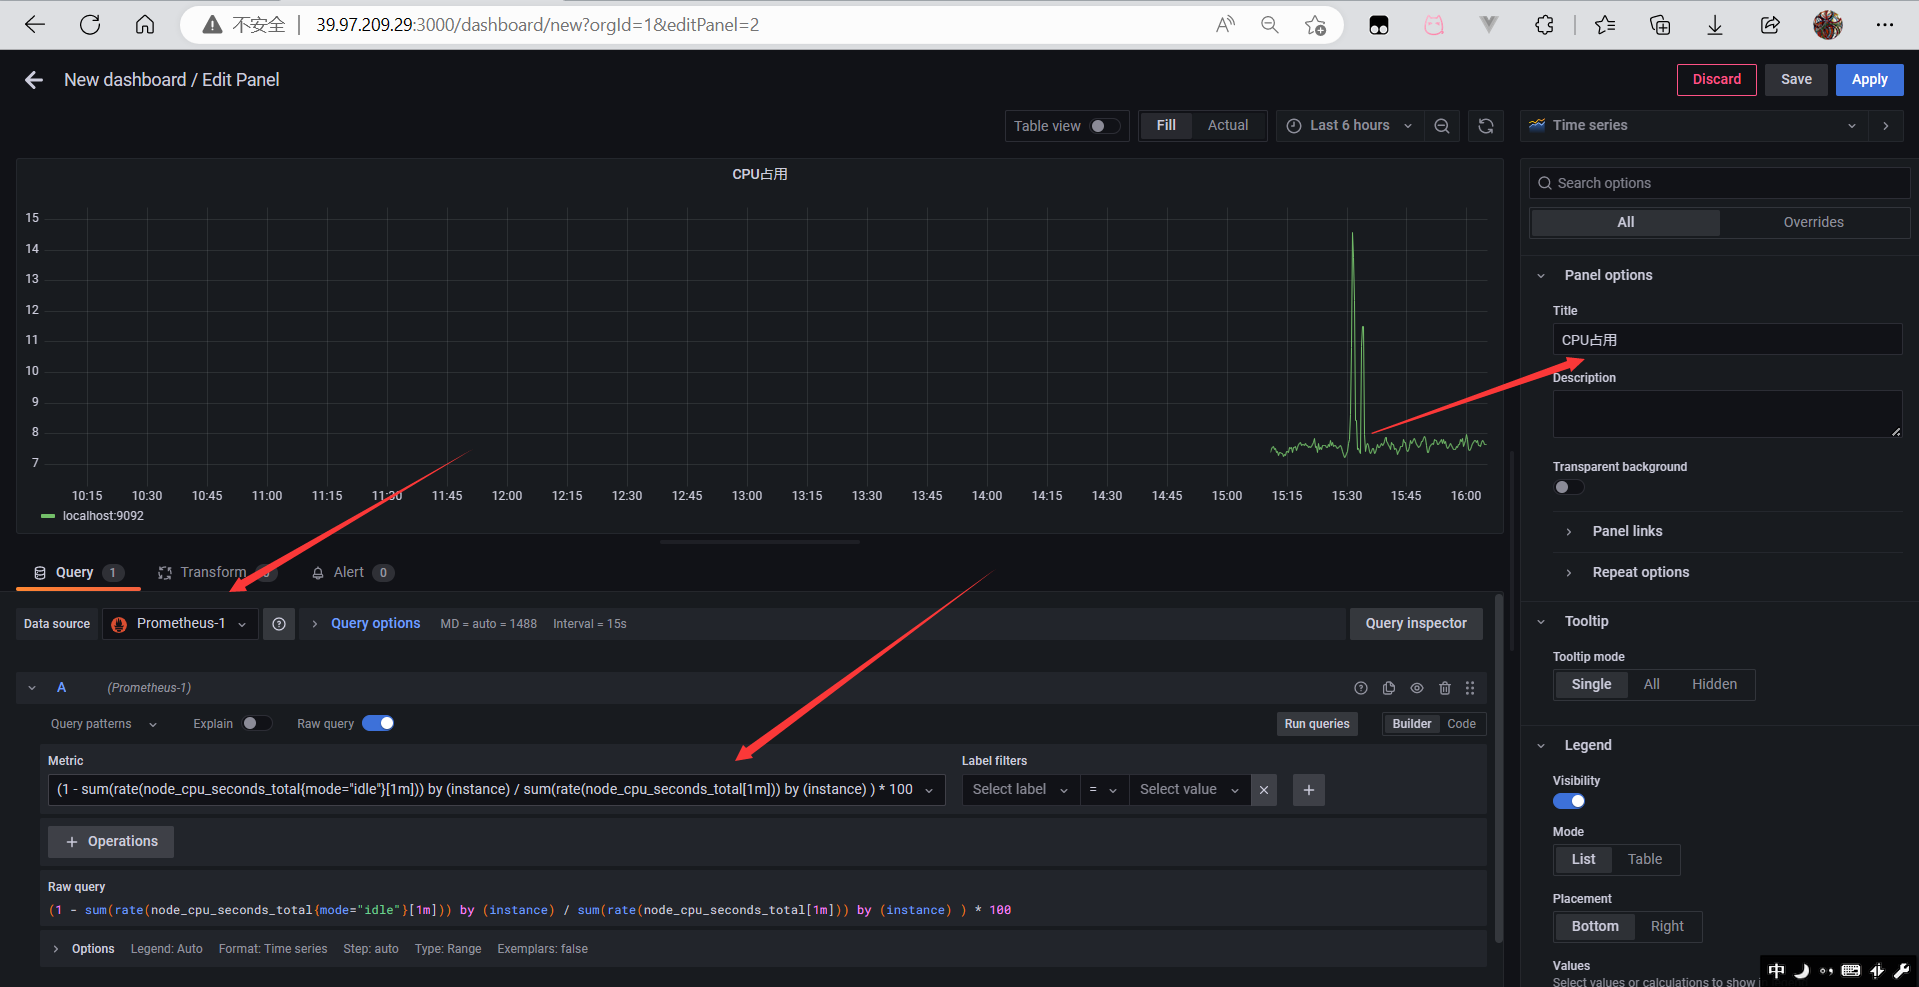 不安全 39.97.209.29:3000/dashboard/new?orgId=1&editPanel=2
New dashboard / Edit Panel
Discard Save Apply
Table view Fill Actual Last 6 hours Time series
CPU占用
15
14
13
12
11
10
9
8
7
10:15 10:30 10:45 11:00 11:15 11:30 11:45 12:00 12:15 12:30 12:45 13:00 13:15 13:30 13:45 14:00 14:15 14:30 14:45 15:00 15:15 15:30 15:45 16:00
localhost:9092
Query 1 Transform Alert 0
Data source Prometheus-1 Query options MD = auto = 1488 Interval = 15s Query inspector
A (Prometheus-1)
Query patterns Explain Raw query Run queries Builder Code
Metric Label filters
(1 - sum(rate(node_cpu_seconds_total{mode="idle"}[1m])) by (instance) / sum(rate(node_cpu_seconds_total[1m])) by (instance) ) * 100 Select label = Select value
+ Operations
Raw query
(1 - sum(rate(node_cpu_seconds_total{mode="idle"}[1m])) by (instance) / sum(rate(node_cpu_seconds_total[1m])) by (instance) ) * 100
Options Legend: Auto Format: Time series Step: auto Type: Range Exemplars: false
Search options
All Overrides
Panel options
Title
CPU占用
Description
Transparent background
Panel links
Repeat options
Tooltip
Tooltip mode
Single All Hidden
Legend
Visibility
Mode
List Table
Placement
Bottom Right
Values
Select values or calculations to show
中